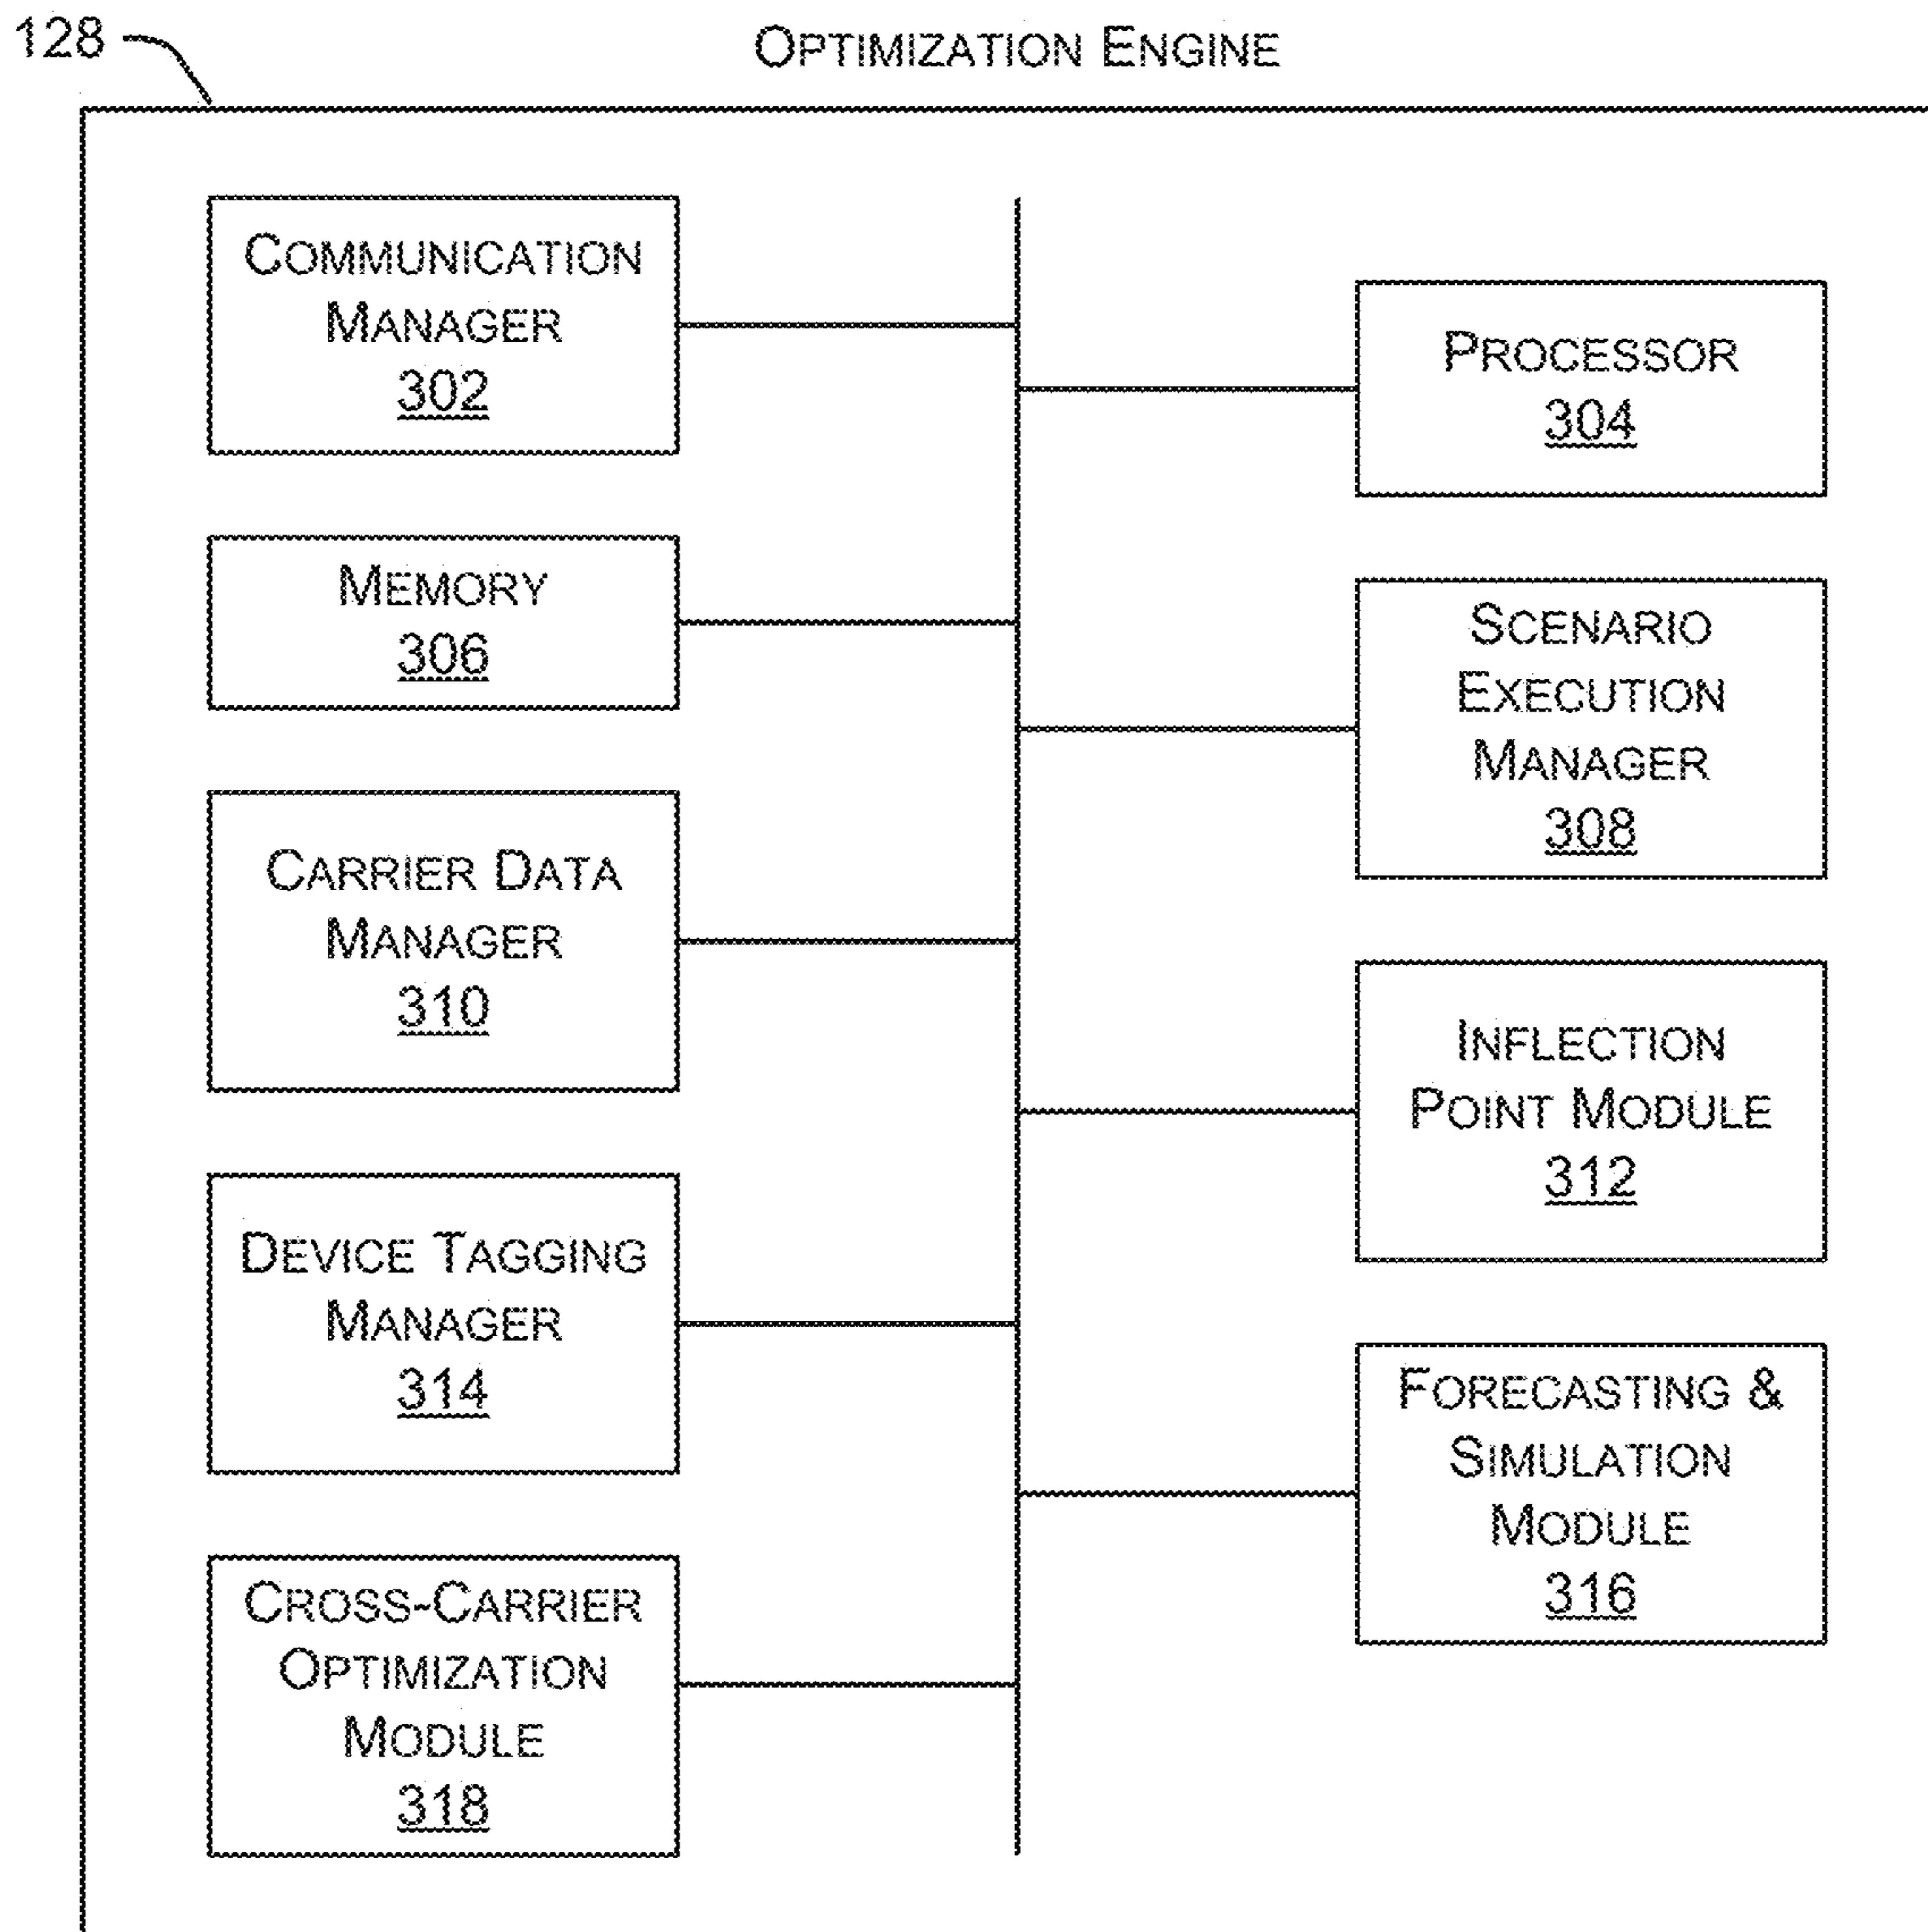 128
OPTIMIZATION ENGINE
COMMUNICATION
MANAGER
302
PROCESSOR
304
MEMORY
306
SCENARIO
EXECUTION
MANAGER
308
CARRIER DATA
MANAGER
310
INFLECTION
POINT MODULE
312
DEVICE TAGGING
MANAGER
314
FORECASTING &
SIMULATION
MODULE
316
CROSS-CARRIER
OPTIMIZATION
MODULE
318